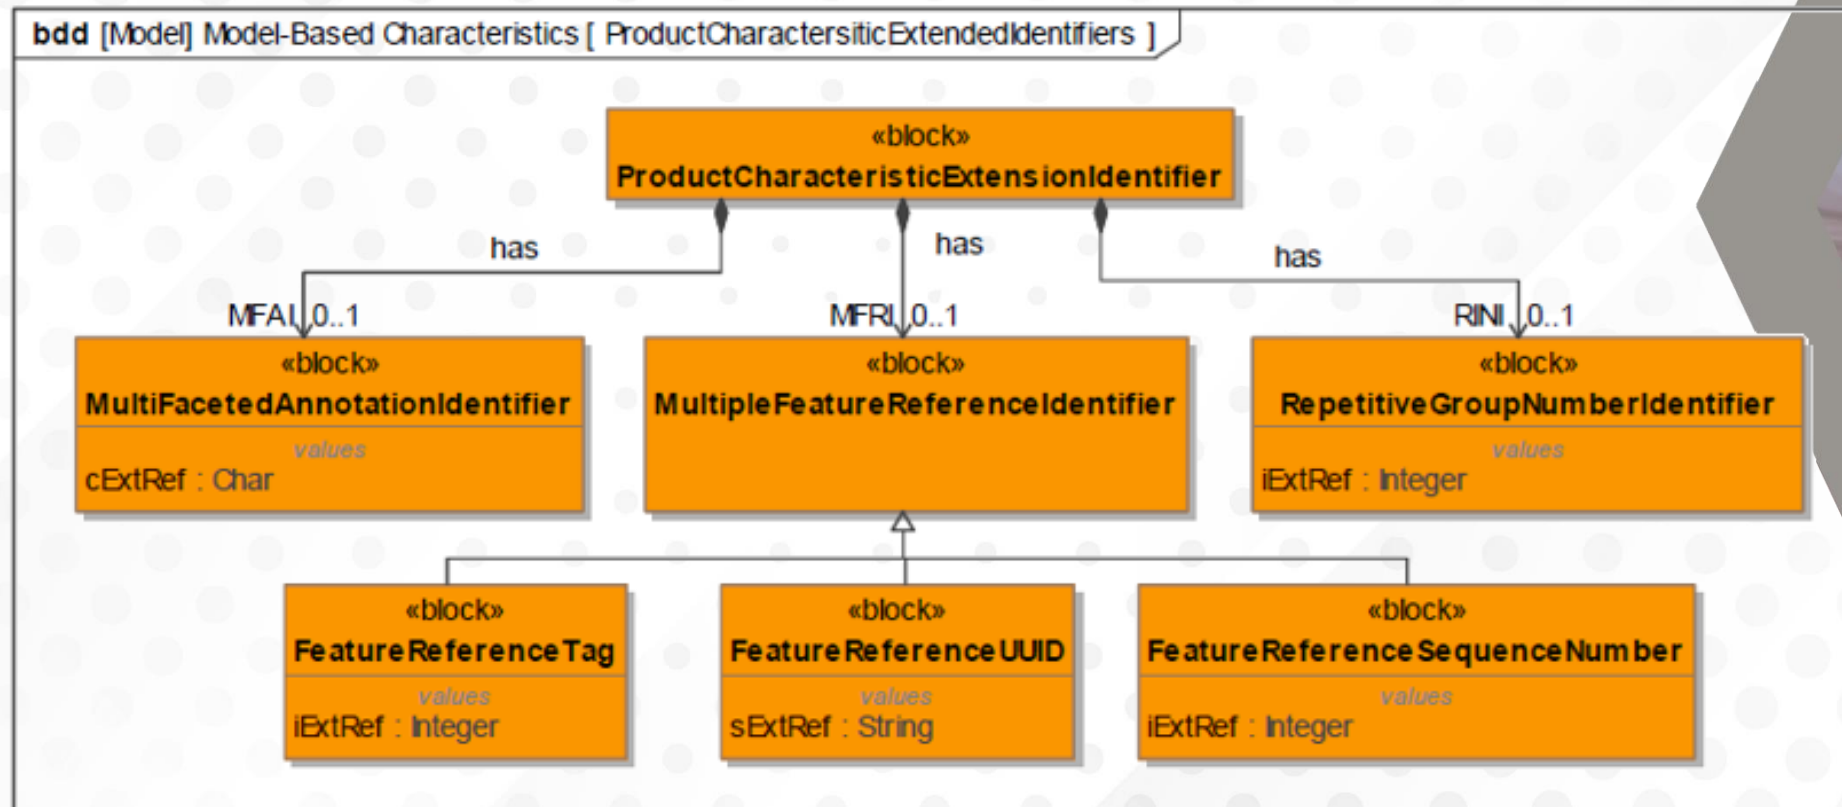 bdd [Model] Model-Based Characteristics [ ProductCharactersiticExtendedIdentifiers ]
«block»
ProductCharacteristicExtensionIdentifier
has
has
has
MFAI 0..1
MFRI 0..1
RINI 0..1
«block»
MultiFacetedAnnotationIdentifier
values
cExtRef : Char
«block»
MultipleFeatureReferenceIdentifier
«block»
RepetitiveGroupNumberIdentifier
values
iExtRef : Integer
«block»
FeatureReferenceTag
values
iExtRef : Integer
«block»
FeatureReferenceUUID
values
sExtRef : String
«block»
FeatureReferenceSequenceNumber
values
iExtRef : Integer